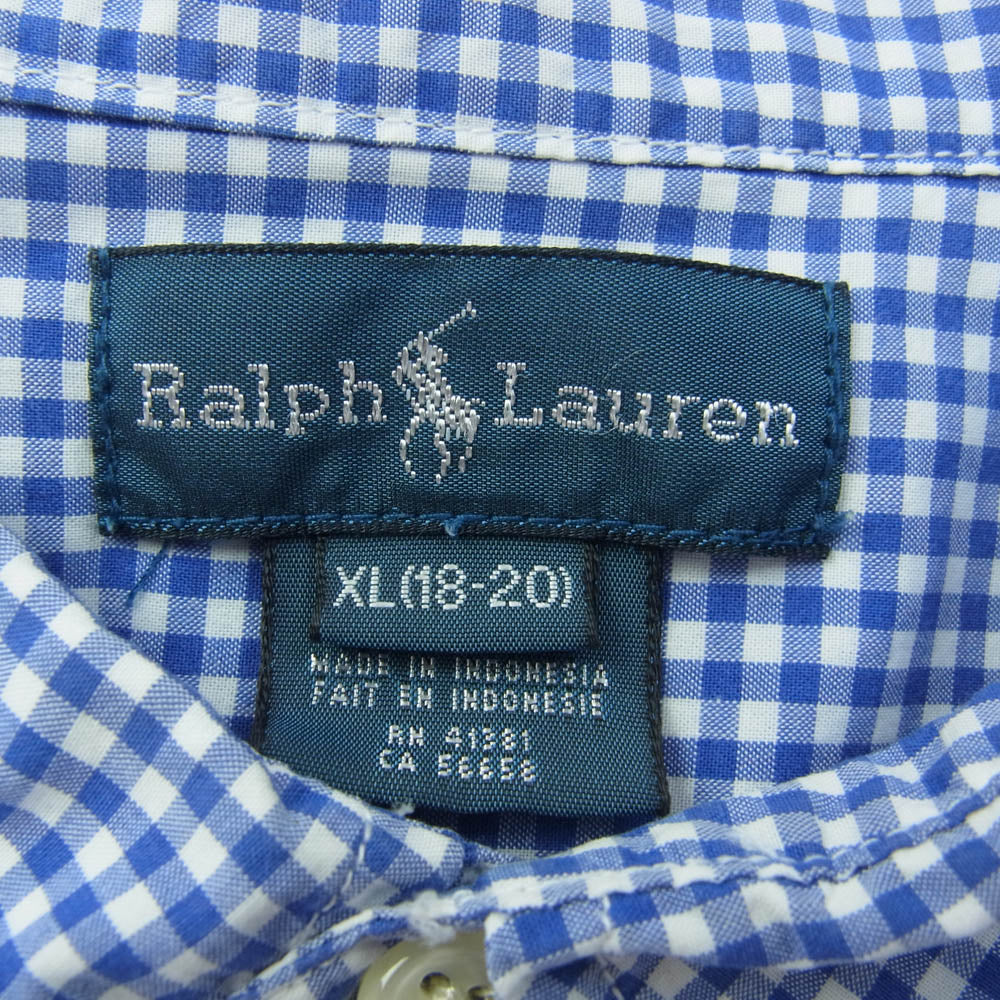 Ralph Lauren
XL(18-20)
MADE IN INDONESIA
FAIT EN INDONESIE
RN 41381
CA 56658